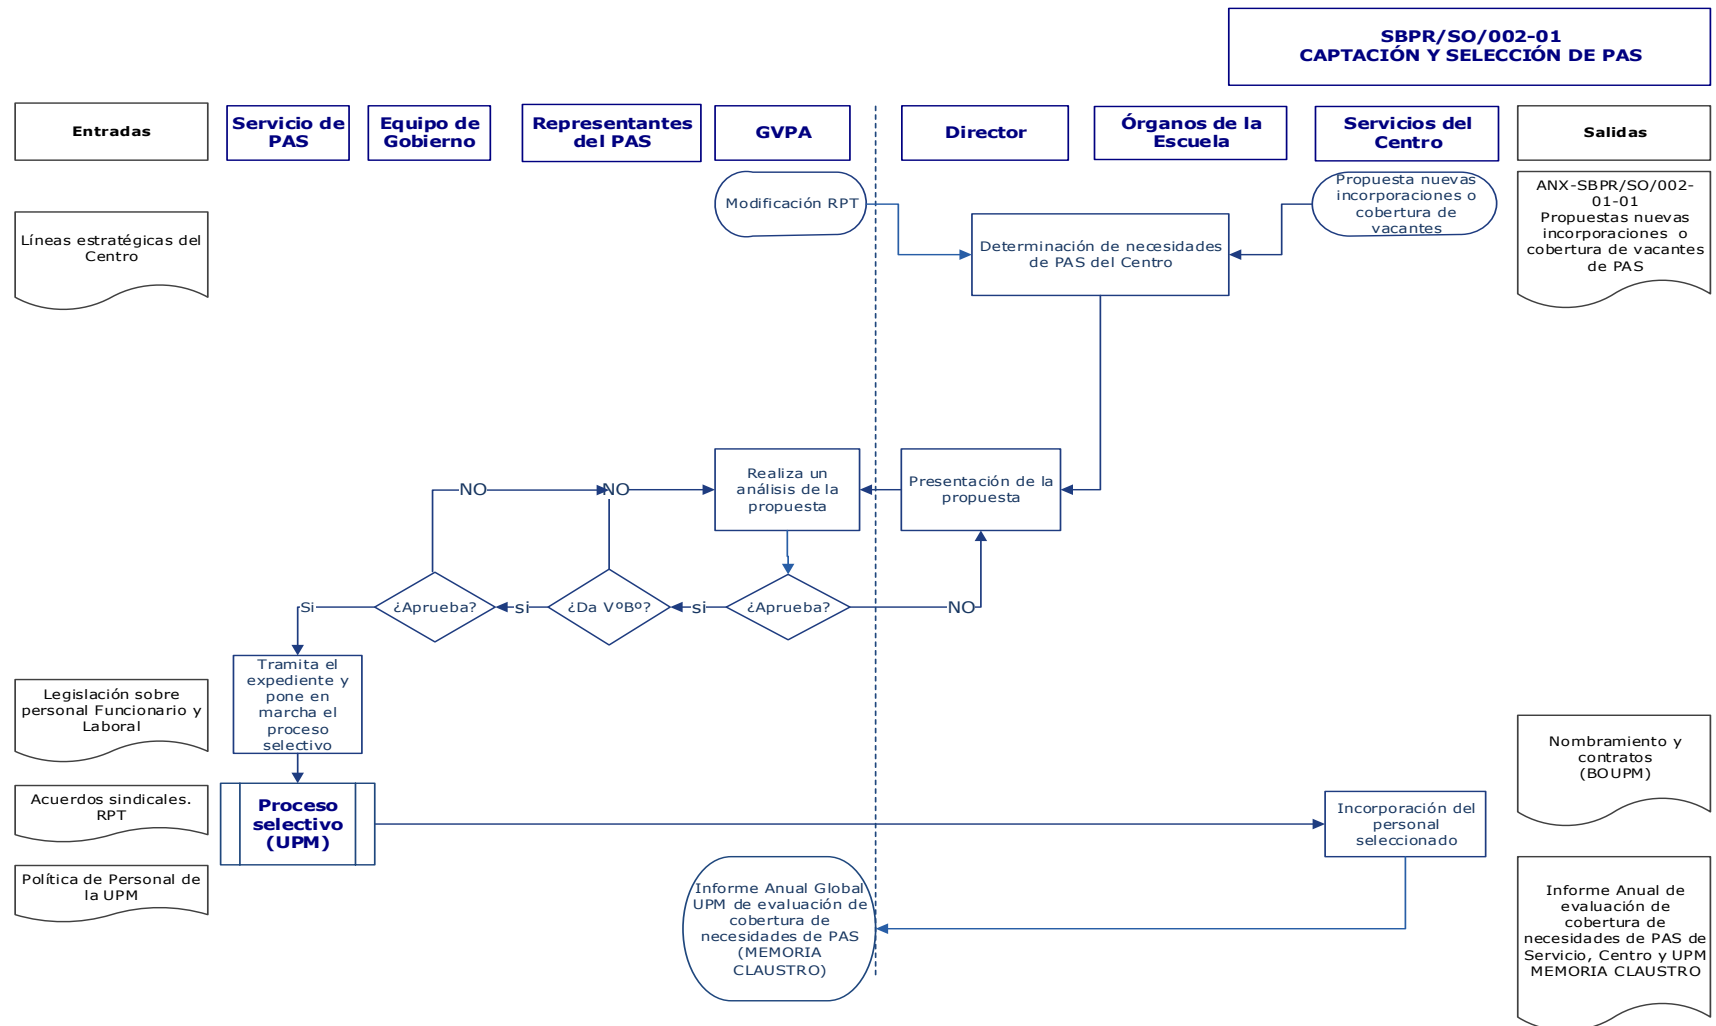 SBPR/SO/002-01
CAPTACIÓN Y SELECCIÓN DE PAS
Entradas
Servicio de
PAS
Equipo de
Gobierno
Representantes
del PAS
GVPA
Director
Órganos de la
Escuela
Servicios del
Centro
Salidas
Líneas estratégicas del
Centro
Modificación RPT
Determinación de necesidades
de PAS del Centro
Propuesta nuevas
incorporaciones o
cobertura de
vacantes
ANX-SBPR/SO/002-
01-01
Propuestas nuevas
incorporaciones o
cobertura de vacantes
de PAS
NO
NO
Realiza un
análisis de la
propuesta
Presentación de la
propuesta
Si
¿Aprueba?
si
¿Da VºBº?
si
¿Aprueba?
NO
Legislación sobre
personal Funcionario y
Laboral
Tramita el
expediente y
pone en
marcha el
proceso
selectivo
Nombramiento y
contratos
(BOUPM)
Acuerdos sindicales.
RPT
Proceso
selectivo
(UPM)
Incorporación del
personal
seleccionado
Política de Personal de
la UPM
Informe Anual Global
UPM de evaluación de
cobertura de
necesidades de PAS
(MEMORIA
CLAUSTRO)
Informe Anual de
evaluación de
cobertura de
necesidades de PAS de
Servicio, Centro y UPM
MEMORIA CLAUSTRO